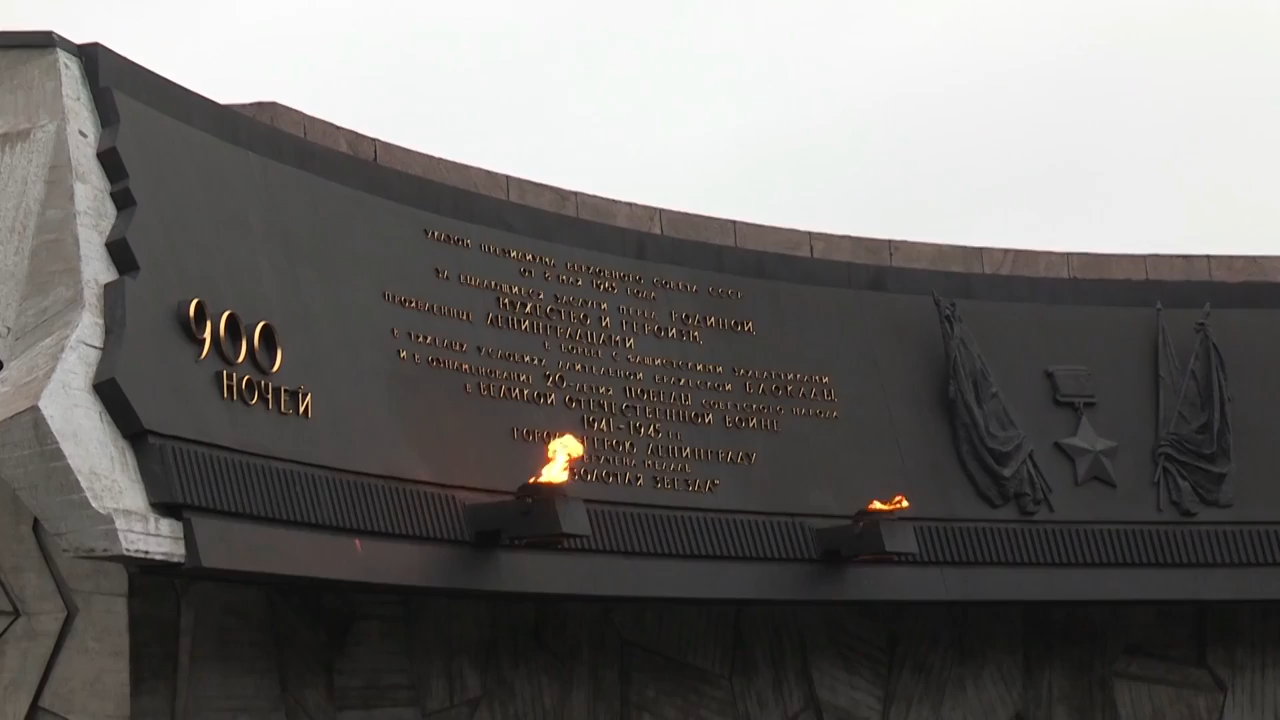 900
НОЧЕЙ
УКАЗОМ ПРЕЗИДИУМА ВЕРХОВНОГО СОВЕТА СССР
ОТ 8 МАЯ 1965 ГОДА
ЗА ВЫДАЮЩИЕСЯ ЗАСЛУГИ ПЕРЕД РОДИНОЙ,
МУЖЕСТВО И ГЕРОИЗМ,
ПРОЯВЛЕННЫЕ ЛЕНИНГРАДЦАМИ
В БОРЬБЕ С ФАШИСТСКИМИ ЗАХВАТЧИКАМИ
В ТЯЖЕЛЫХ УСЛОВИЯХ ДЛИТЕЛЬНОЙ ВРАЖЕСКОЙ БЛОКАДЫ,
И В ОЗНАМЕНОВАНИЕ 20-ЛЕТИЯ ПОБЕДЫ СОВЕТСКОГО НАРОДА
В ВЕЛИКОЙ ОТЕЧЕСТВЕННОЙ ВОЙНЕ
1941-1945 ГГ.
ГЕРОЮ ЛЕНИНГРАДУ
ВРУЧЕНА МЕДАЛЬ
ЗОЛОТАЯ ЗВЕЗДА"